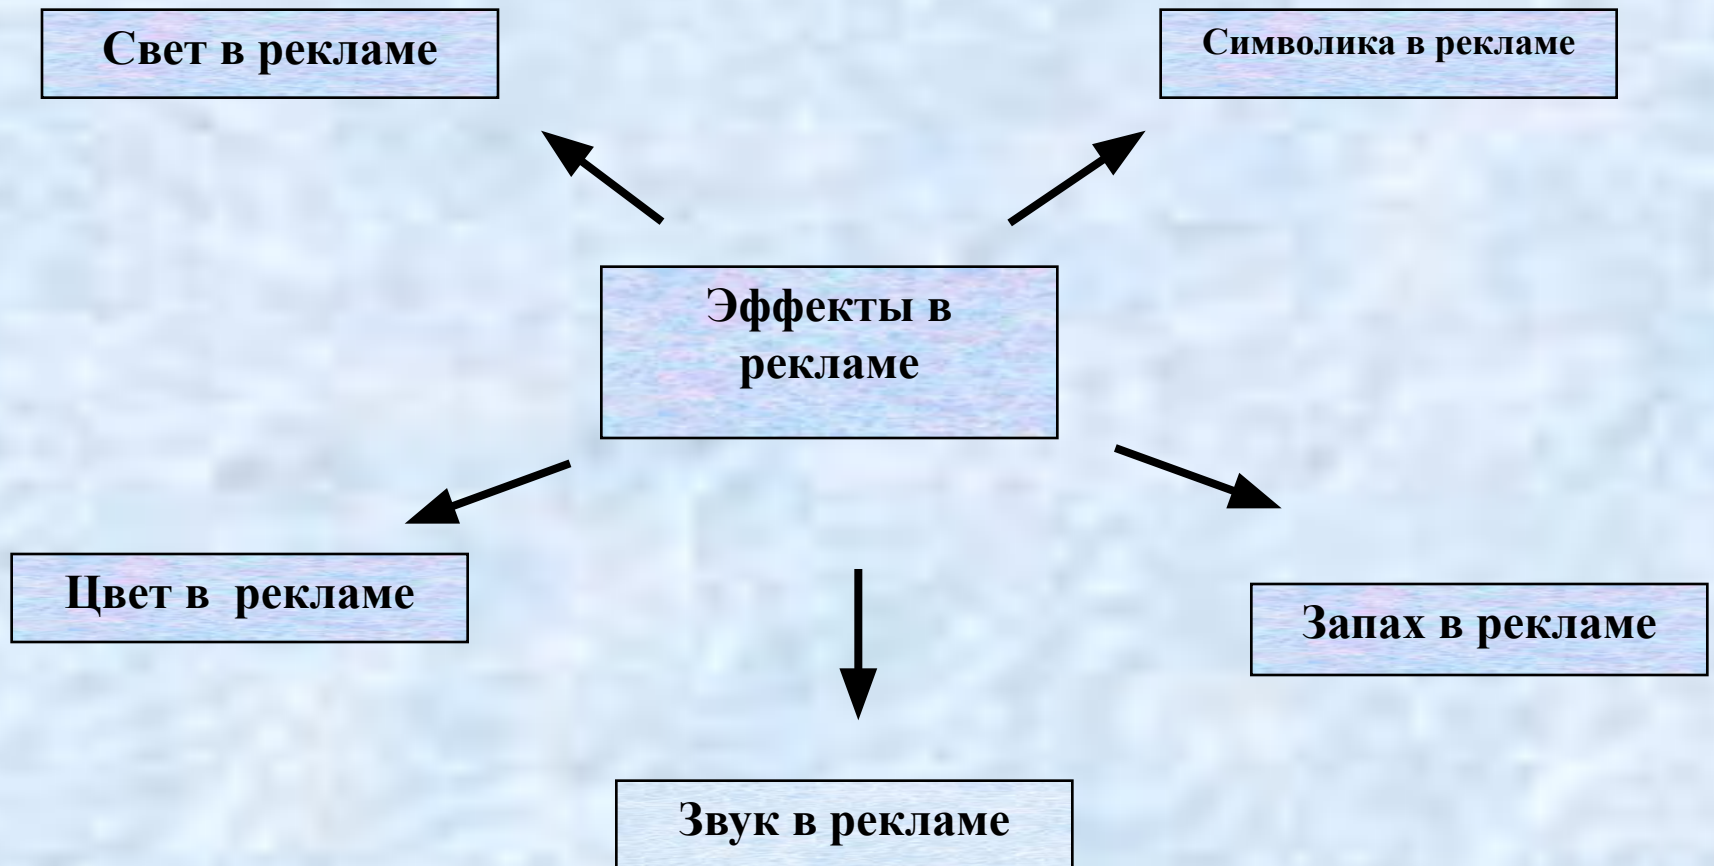 Свет в рекламе
Символика в рекламе
Эффекты в
рекламе
Цвет в  рекламе
Запах в рекламе
Звук в рекламе